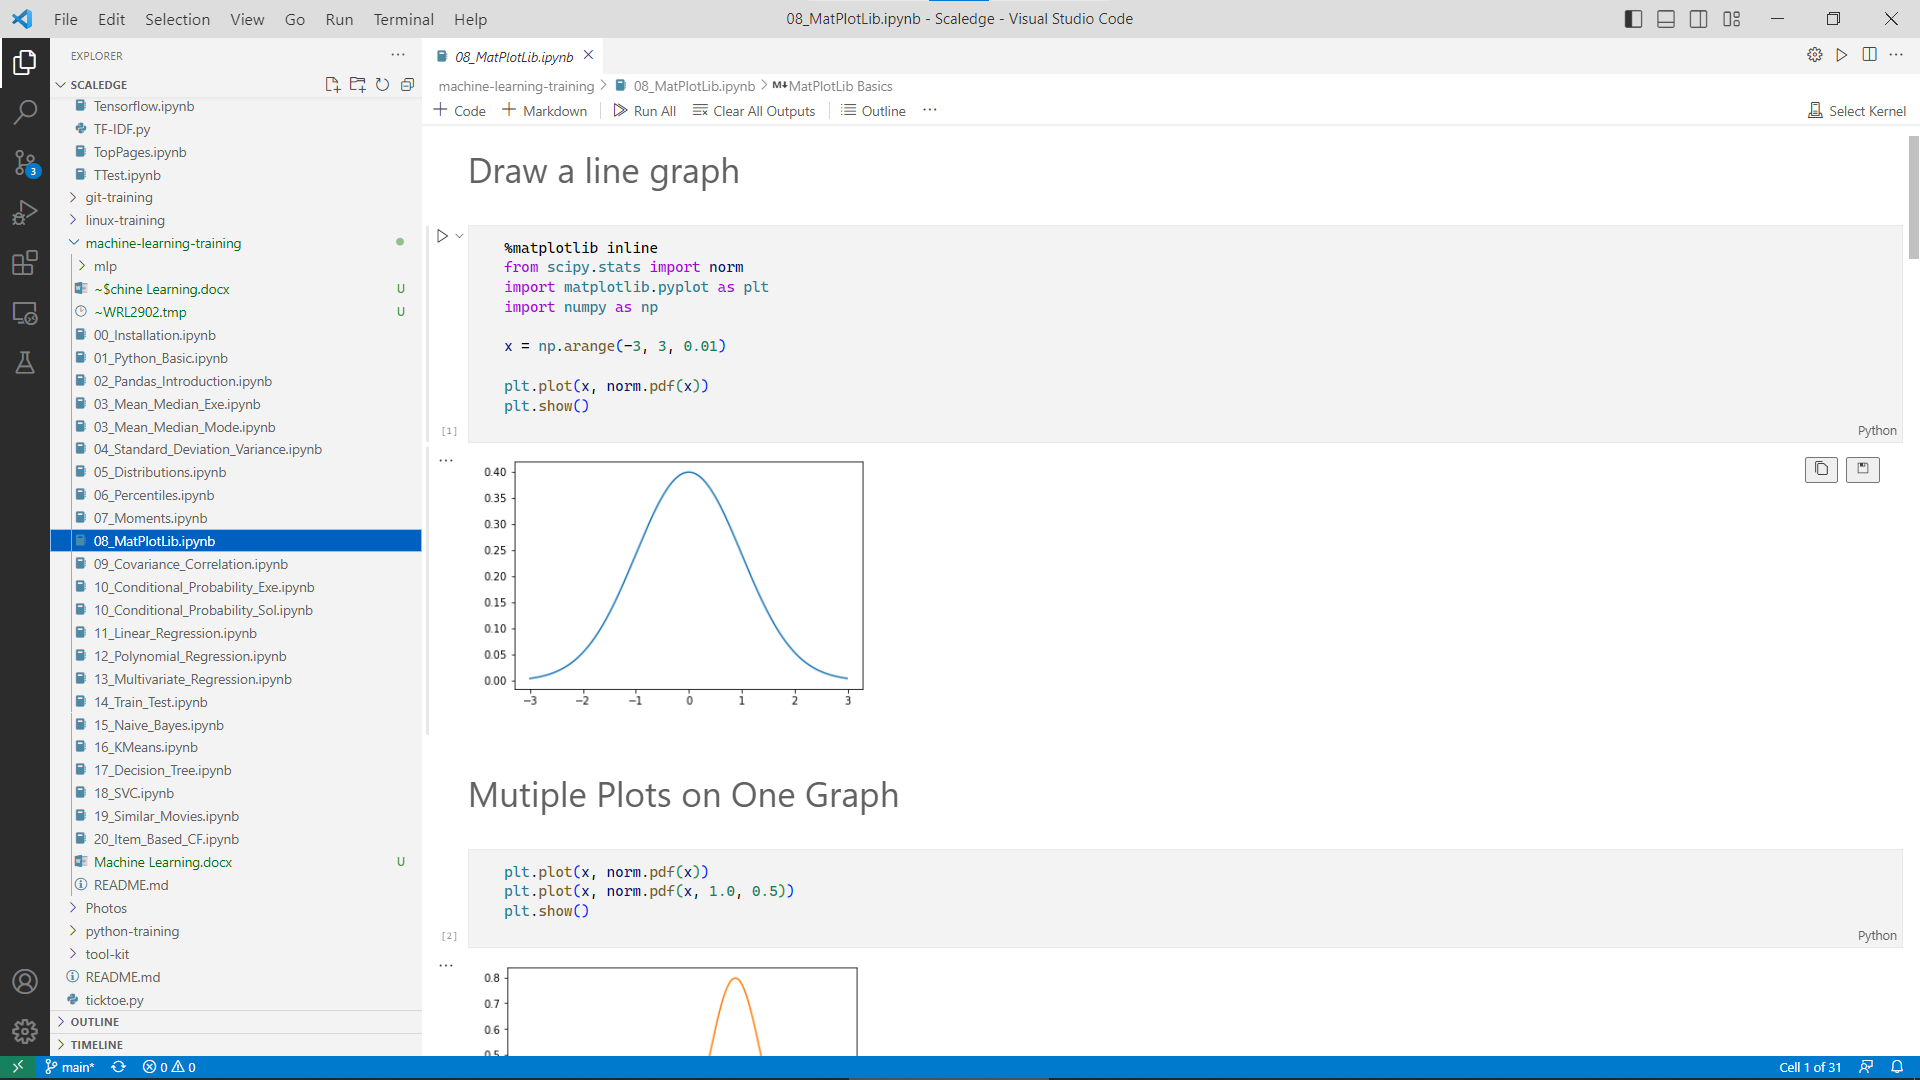 File Edit Selection View Go Run Terminal Help
08_MatPlotLib.ipynb - Scaledge - Visual Studio Code
EXPLORER
SCALEDGE
Tensorflow.ipynb
TF-IDF.py
TopPages.ipynb
TTest.ipynb
git-training
linux-training
machine-learning-training
mlp
~$chine Learning.docx U
~WRL2902.tmp U
00_Installation.ipynb
01_Python_Basic.ipynb
02_Pandas_Introduction.ipynb
03_Mean_Median_Exe.ipynb
03_Mean_Median_Mode.ipynb
04_Standard_Deviation_Variance.ipynb
05_Distributions.ipynb
06_Percentiles.ipynb
07_Moments.ipynb
08_MatPlotLib.ipynb
09_Covariance_Correlation.ipynb
10_Conditional_Probability_Exe.ipynb
10_Conditional_Probability_Sol.ipynb
11_Linear_Regression.ipynb
12_Polynomial_Regression.ipynb
13_Multivariate_Regression.ipynb
14_Train_Test.ipynb
15_Naive_Bayes.ipynb
16_KMeans.ipynb
17_Decision_Tree.ipynb
18_SVC.ipynb
19_Similar_Movies.ipynb
20_Item_Based_CF.ipynb
Machine Learning.docx U
README.md
Photos
python-training
tool-kit
README.md
ticktoe.py
OUTLINE
TIMELINE
3
08_MatPlotLib.ipynb
machine-learning-training > 08_MatPlotLib.ipynb > M↓MatPlotLib Basics
+ Code + Markdown Run All Clear All Outputs Outline ... Select Kernel
Draw a line graph
%matplotlib inline
from scipy.stats import norm
import matplotlib.pyplot as plt
import numpy as np
x = np.arange(-3, 3, 0.01)
plt.plot(x, norm.pdf(x))
plt.show()
[1] Python
0.40
0.35
0.30
0.25
0.20
0.15
0.10
0.05
0.00
−3 −2 −1 0 1 2 3
Mutiple Plots on One Graph
plt.plot(x, norm.pdf(x))
plt.plot(x, norm.pdf(x, 1.0, 0.5))
plt.show()
[2] Python
0.8
0.7
0.6
0.5
main* 0 0 Cell 1 of 31